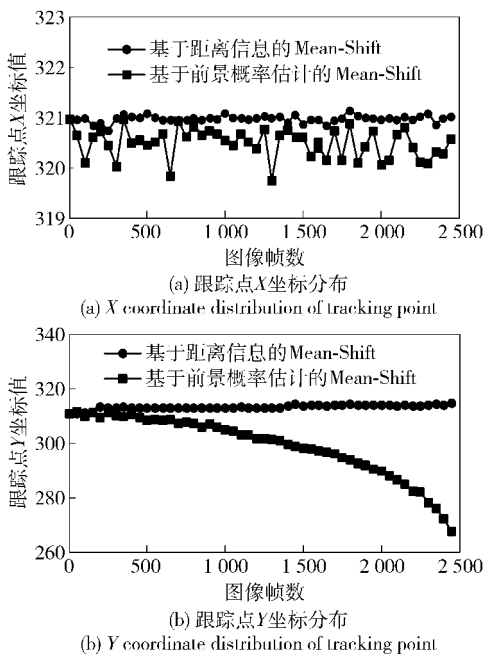 323
322
321
320
319
跟踪点X坐标值
基于距离信息的Mean-Shift
基于前景概率估计的Mean-Shift
0 500 1 000 1 500 2 000 2 500
图像帧数
(a) 跟踪点X坐标分布
(a) X coordinate distribution of tracking point
340
320
300
280
260
跟踪点Y坐标值
基于距离信息的Mean-Shift
基于前景概率估计的Mean-Shift
0 500 1 000 1 500 2 000 2 500
图像帧数
(b) 跟踪点Y坐标分布
(b) Y coordinate distribution of tracking point